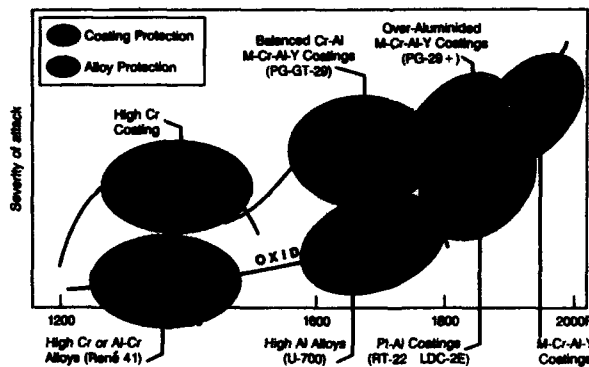 Coating Protection
Alloy Protection
Balanced Cr-Al
M-Cr-Al-Y Coatings
(PG-GT-29)
Over-Aluminided
M-Cr-Al-Y Coatings
(PG-29+)
High Cr
Coating
Severity of attack
OXID
1200
1600
1800
2000F
High Cr or Al-Cr
Alloys (René 41)
High Al Alloys
(U-700)
Pt-Al Coatings
(RT-22 LDC-2E)
M-Cr-Al-Y
Coatings